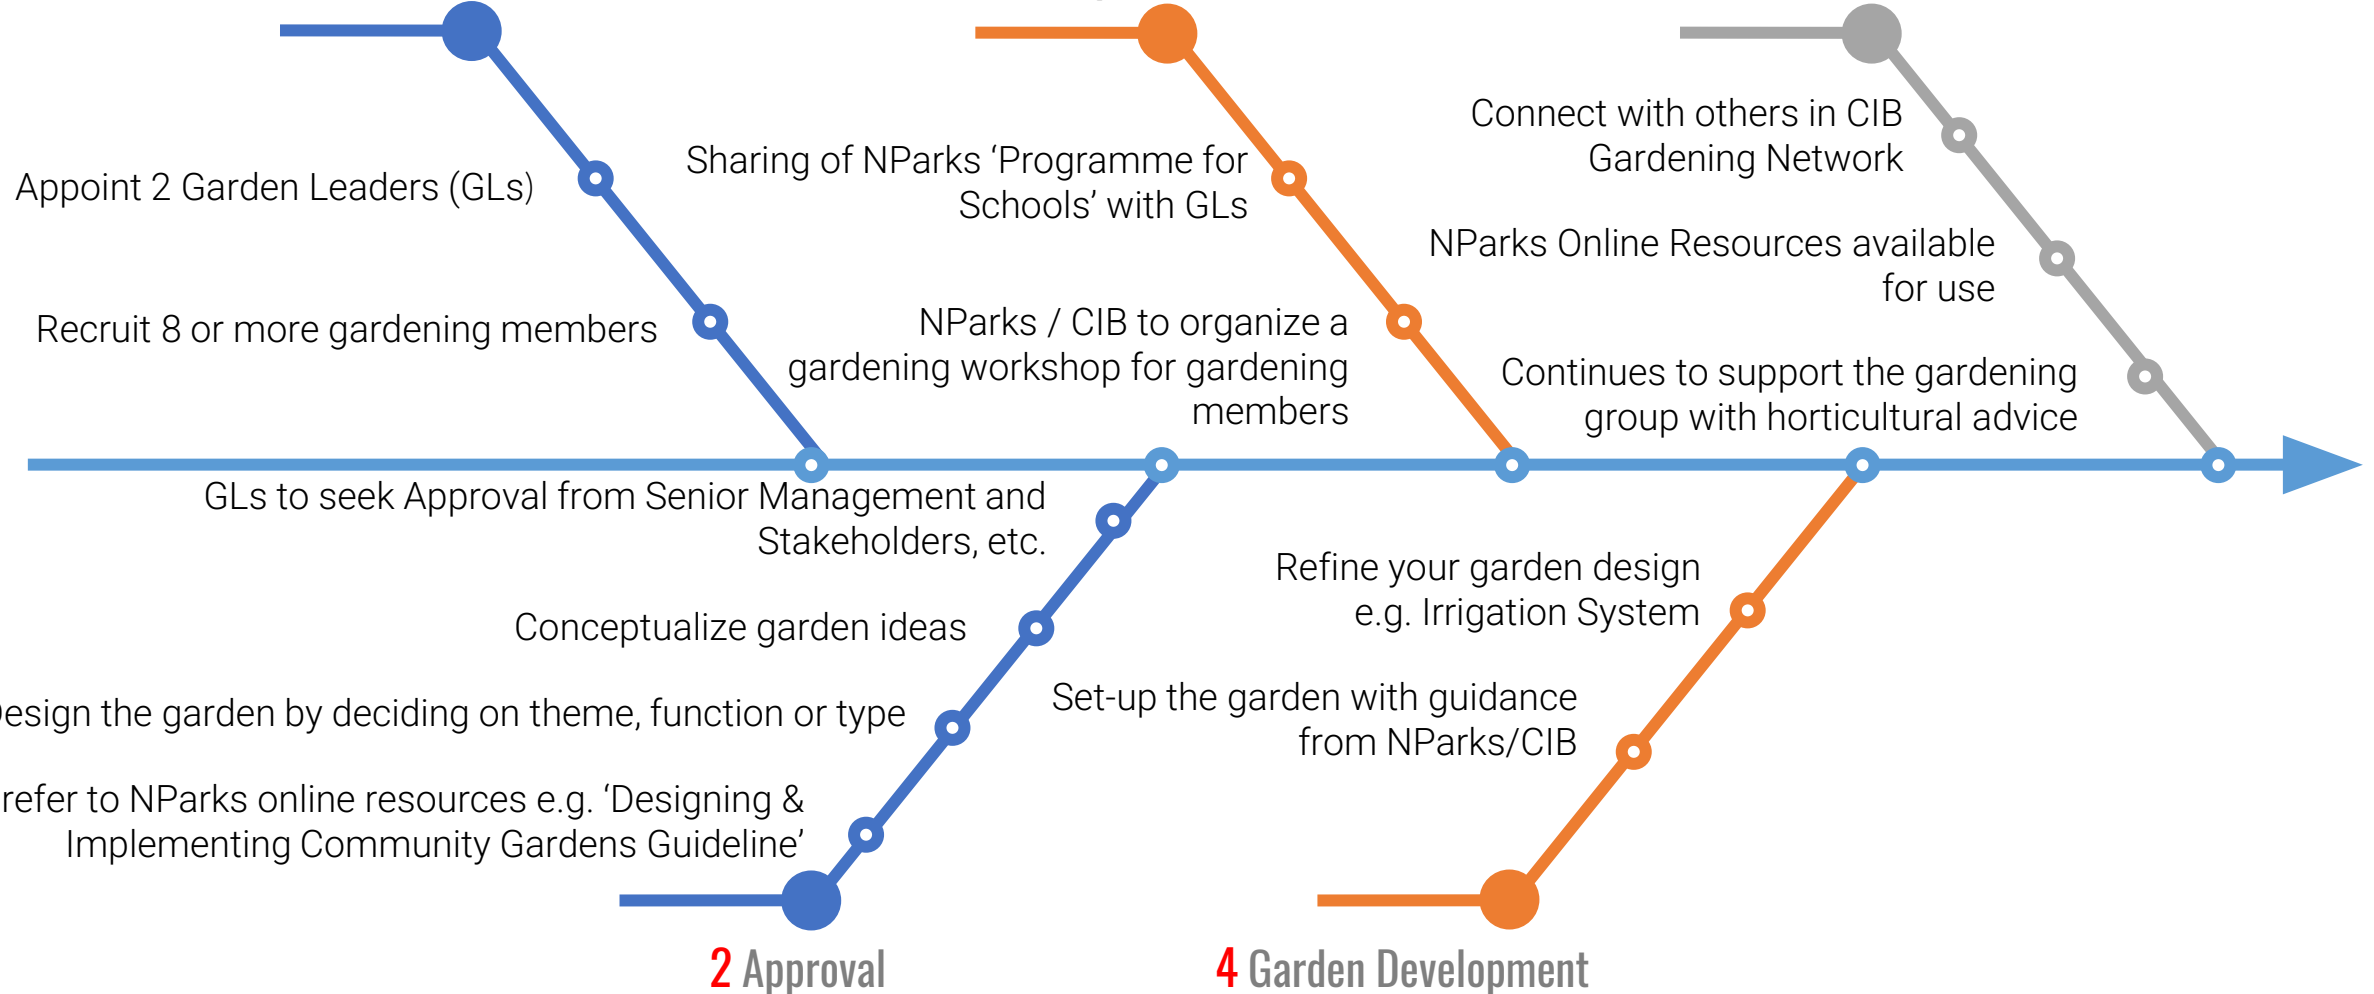 Appoint 2 Garden Leaders (GLs)
Recruit 8 or more gardening members
Sharing of NParks ‘Programme for
Schools’ with GLs
NParks / CIB to organize a
gardening workshop for gardening
members
Connect with others in CIB
Gardening Network
NParks Online Resources available
for use
Continues to support the gardening
group with horticultural advice
GLs to seek Approval from Senior Management and
Stakeholders, etc.
Conceptualize garden ideas
Design the garden by deciding on theme, function or type
refer to NParks online resources e.g. ‘Designing &
Implementing Community Gardens Guideline’
2 Approval
Refine your garden design
e.g. Irrigation System
Set-up the garden with guidance
from NParks/CIB
4 Garden Development